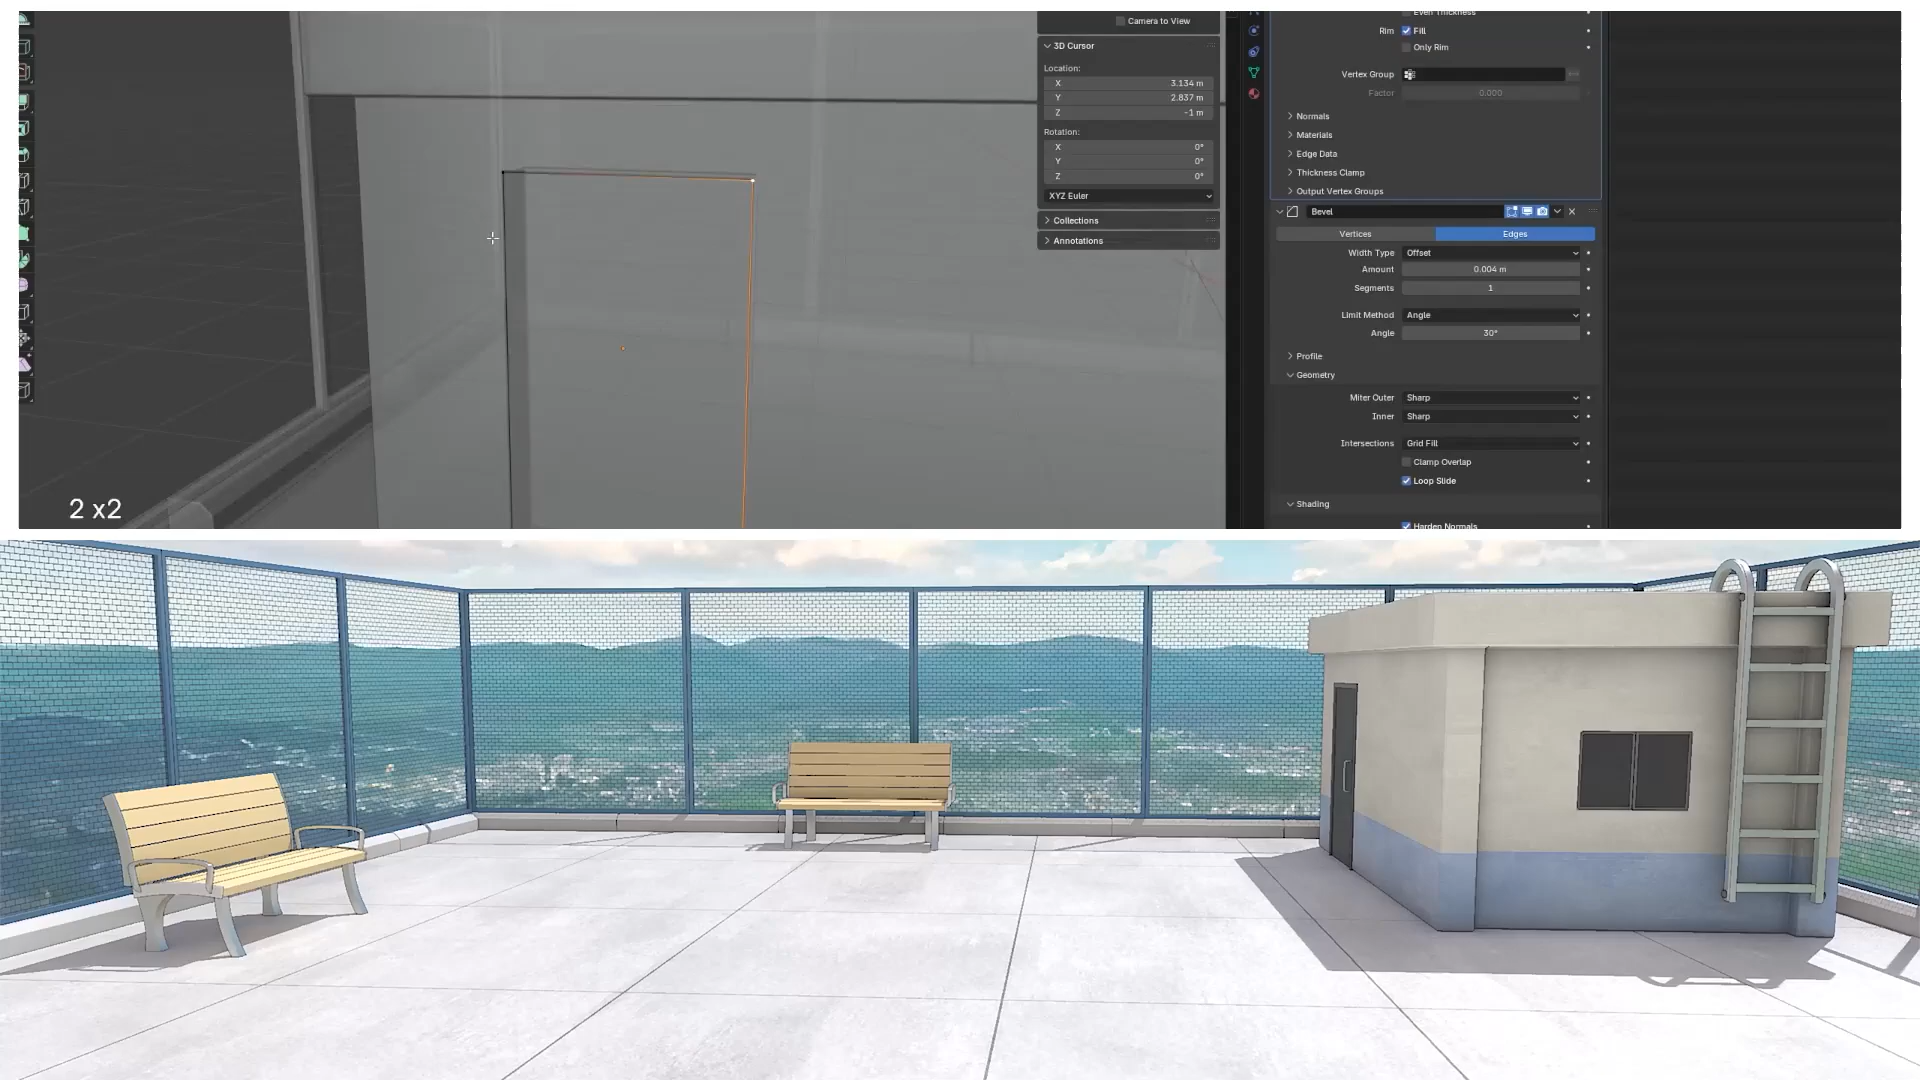 Camera to View
3D Cursor
Location:
X 3.134 m
Y 2.837 m
Z -1 m
Rotation:
X 0°
Y 0°
Z 0°
XYZ Euler
Collections
Annotations
Even Thickness
Rim Fill
Only Rim
Vertex Group
Factor 0.000
Normals
Materials
Edge Data
Thickness Clamp
Output Vertex Groups
Bevel
Vertices Edges
Width Type Offset
Amount 0.004 m
Segments 1
Limit Method Angle
Angle 30°
Profile
Geometry
Miter Outer Sharp
Inner Sharp
Intersections Grid Fill
Clamp Overlap
Loop Slide
Shading
Harden Normals
2 x2